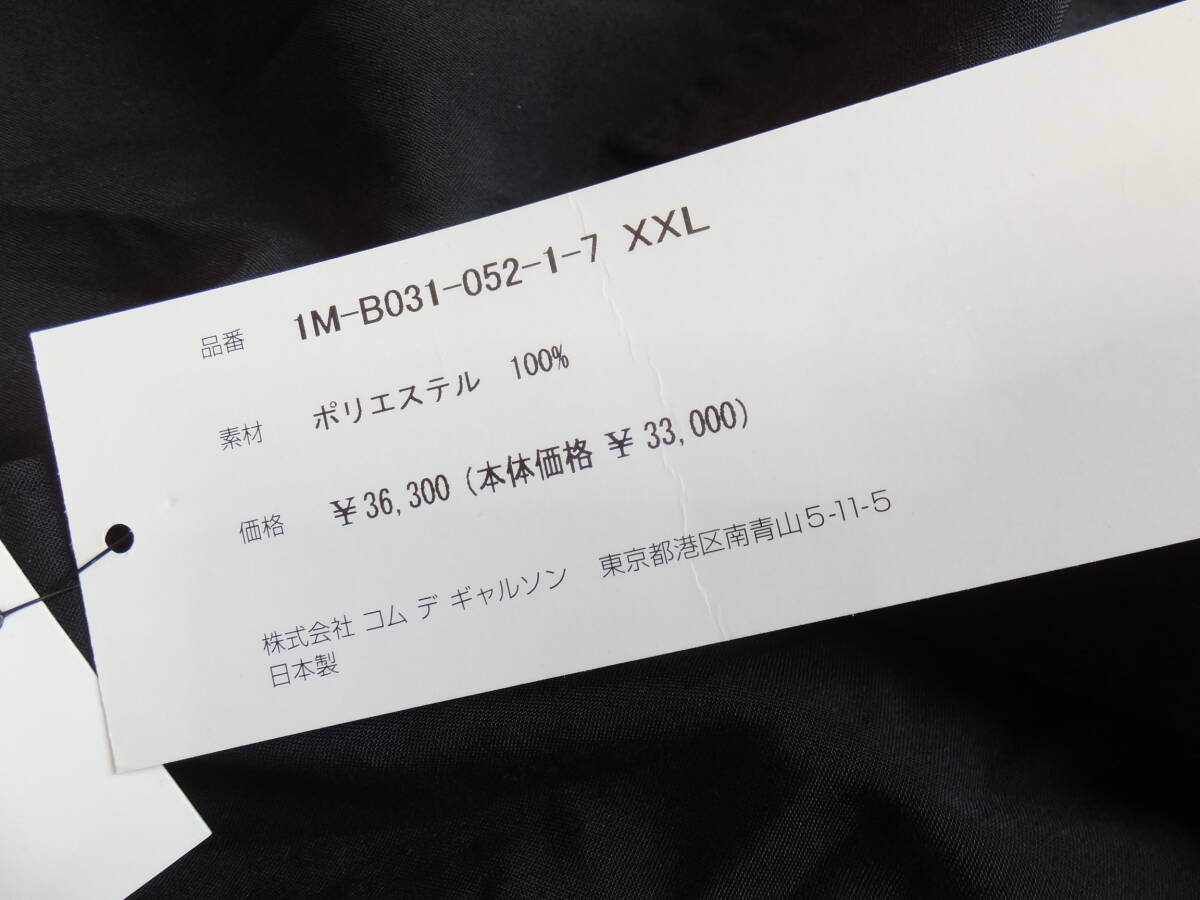 品番 1M-B031-052-1-7 XXL
素材 ポリエステル 100%
価格 ¥36,300 (本体価格 ¥33,000)
株式会社 コム デ ギャルソン 東京都港区南青山5-11-5
日本製